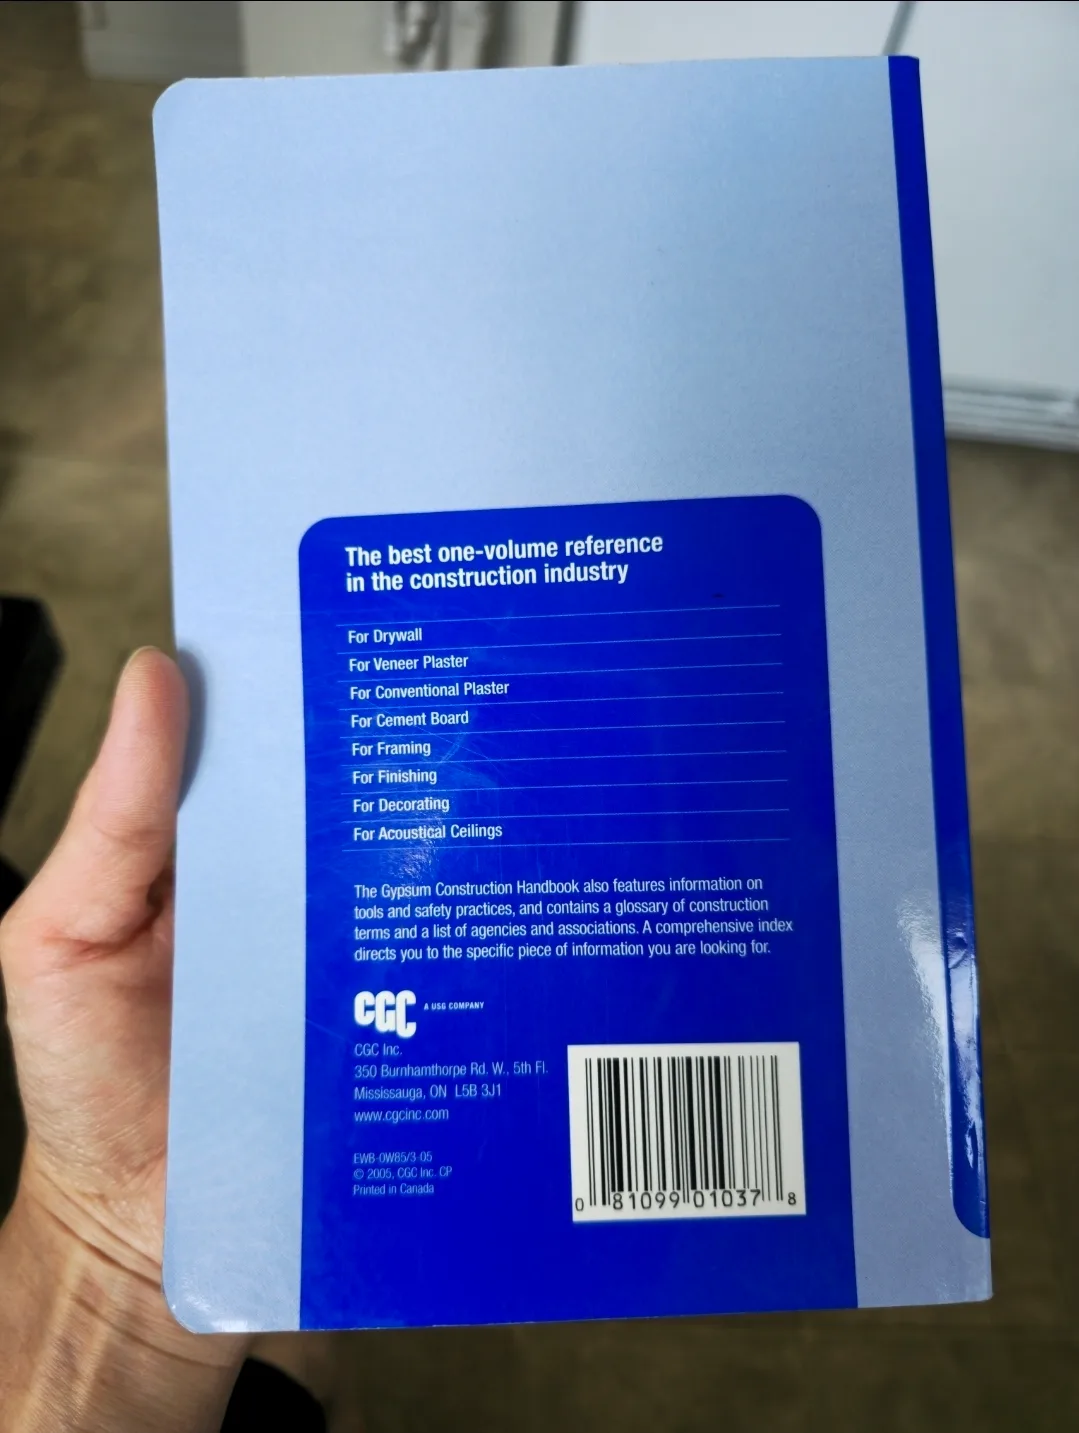 The best one-volume reference
in the construction industry
For Drywall
For Veneer Plaster
For Conventional Plaster
For Cement Board
For Framing
For Finishing
For Decorating
For Acoustical Ceilings
The Gypsum Construction Handbook also features information on
tools and safety practices, and contains a glossary of construction
terms and a list of agencies and associations. A comprehensive index
directs you to the specific piece of information you are looking for.
CGC A USG COMPANY
CGC Inc.
350 Burnhamthorpe Rd. W., 5th Fl.
Mississauga, ON L5B 3J1
www.cgcinc.com
EWB-0W85/3-05
© 2005, CGC Inc. CP
Printed in Canada
0 81099 01037 8